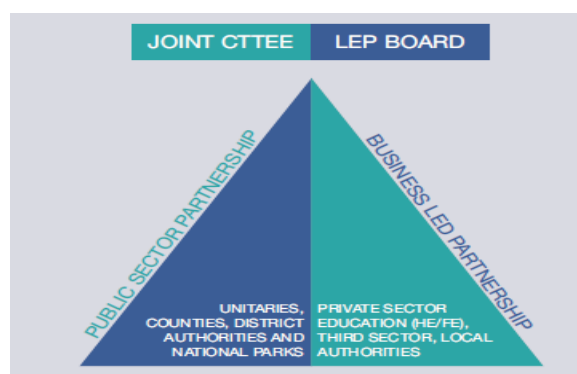 JOINT CTTEE
LEP BOARD
PUBLIC SECTOR PARTNERSHIP
BUSINESS LED PARTNERSHIP
UNITARIES,
COUNTIES, DISTRICT
AUTHORITIES AND
NATIONAL PARKS
PRIVATE SECTOR
EDUCATION (HE/FE),
THIRD SECTOR, LOCAL
AUTHORITIES